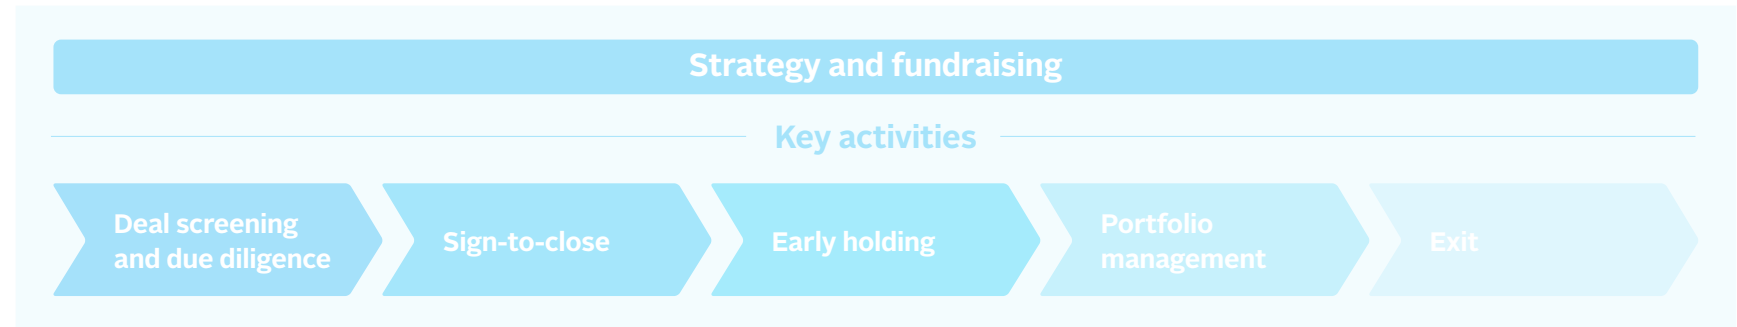 Strategy and fundraising
Key activities
Deal screening
and due diligence
Sign-to-close
Early holding
Portfolio
management
Exit